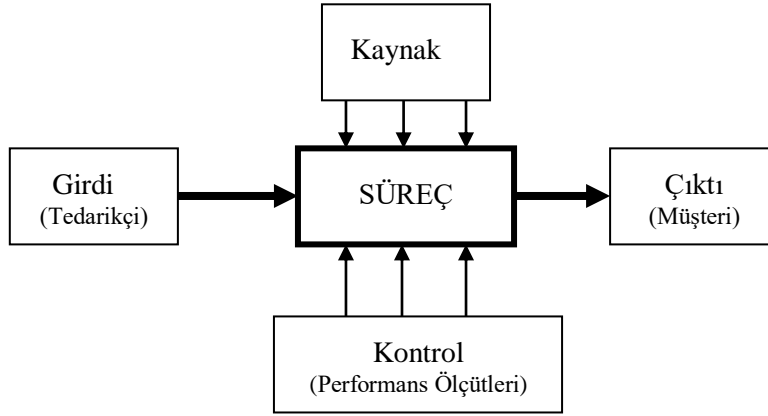 Kaynak
Girdi
(Tedarikçi)
SÜREÇ
Çıktı
(Müşteri)
Kontrol
(Performans Ölçütleri)